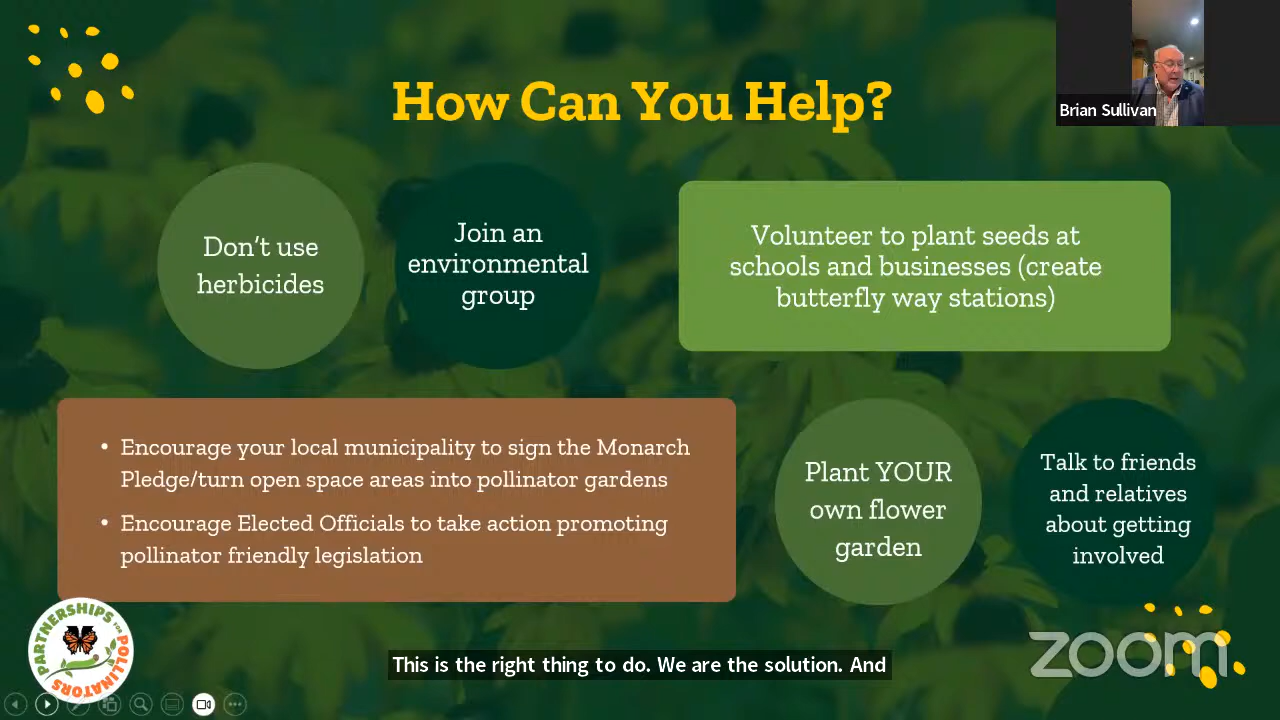 How Can You Help?
Brian Sullivan
Don’t use
herbicides
Join an
environmental
group
Volunteer to plant seeds at
schools and businesses (create
butterfly way stations)
• Encourage your local municipality to sign the Monarch
Pledge/turn open space areas into pollinator gardens
• Encourage Elected Officials to take action promoting
pollinator friendly legislation
Plant YOUR
own flower
garden
Talk to friends
and relatives
about getting
involved
PARTNERSHIPS FOR POLLINATORS
This is the right thing to do. We are the solution. And
zoom